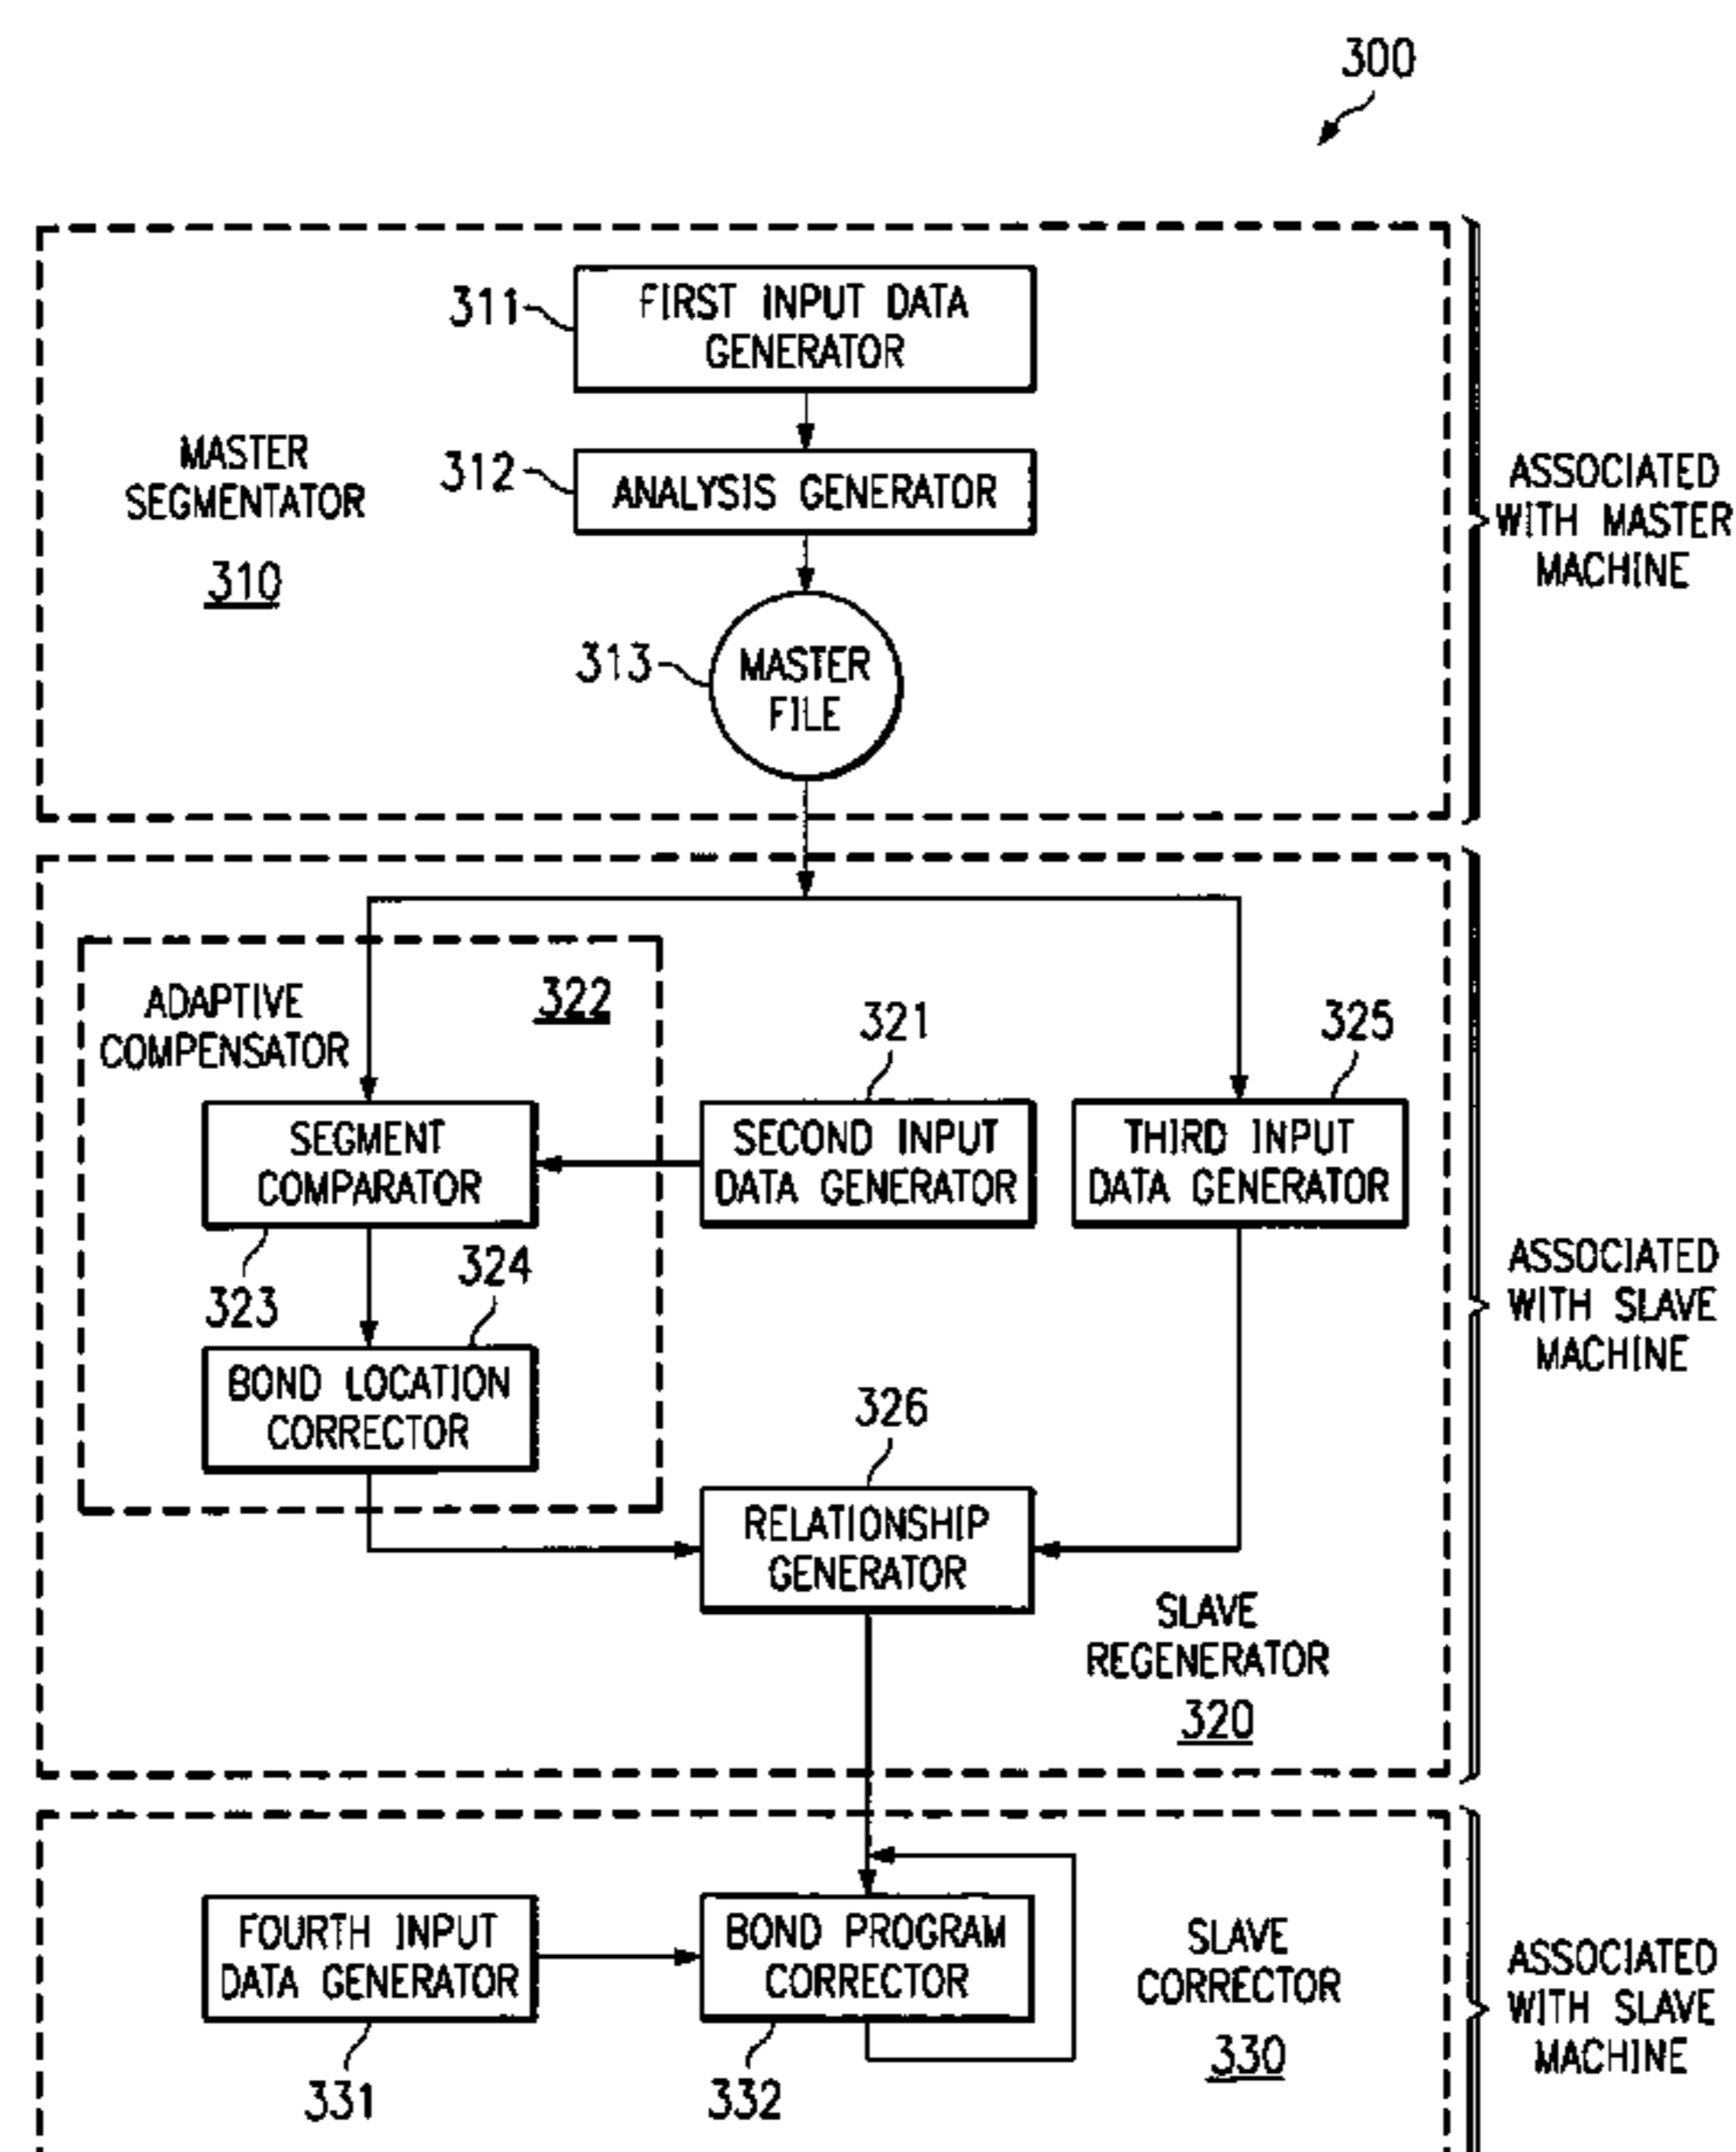 300
311
FIRST INPUT DATA
GENERATOR
MASTER
SEGMENTATOR
310
312
ANALYSIS GENERATOR
313
MASTER
FILE
ASSOCIATED
WITH MASTER
MACHINE
ADAPTIVE
COMPENSATOR
322
321
325
SEGMENT
COMPARATOR
SECOND INPUT
DATA GENERATOR
THIRD INPUT
DATA GENERATOR
323
324
BOND LOCATION
CORRECTOR
326
RELATIONSHIP
GENERATOR
SLAVE
REGENERATOR
320
ASSOCIATED
WITH SLAVE
MACHINE
FOURTH INPUT
DATA GENERATOR
BOND PROGRAM
CORRECTOR
SLAVE
CORRECTOR
330
331
332
ASSOCIATED
WITH SLAVE
MACHINE